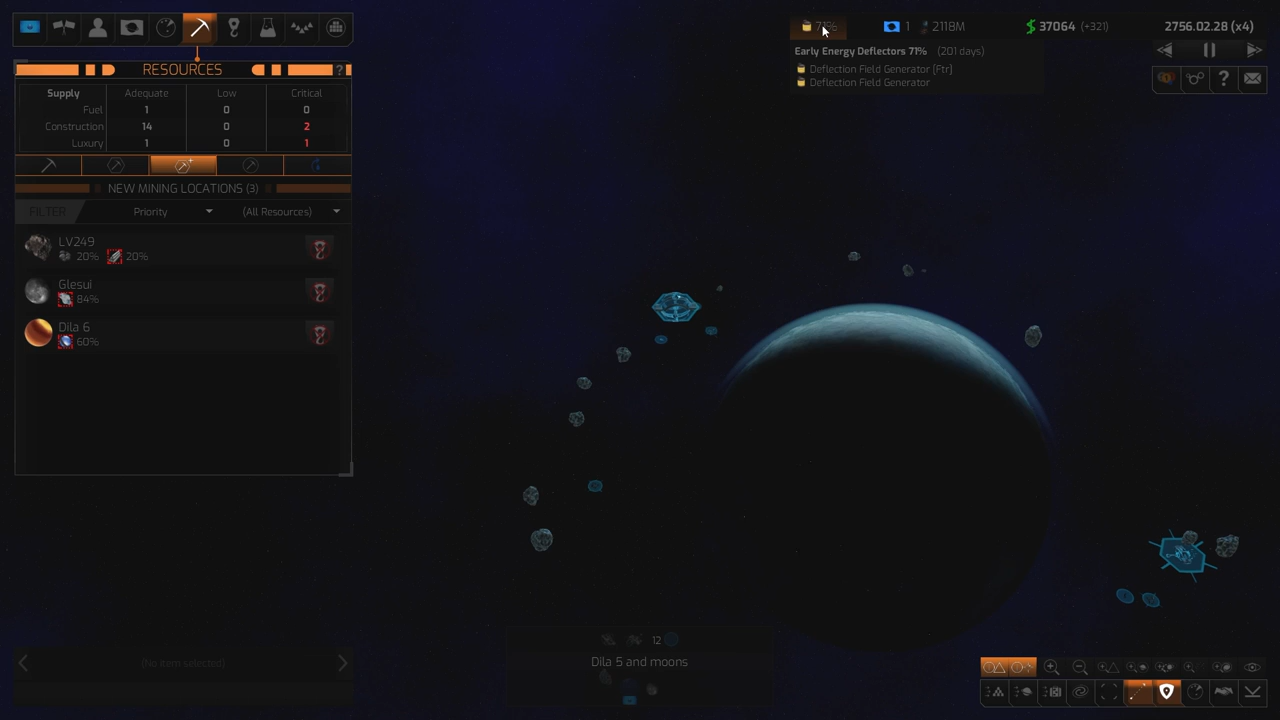 71%
1
2118M
37064 (+321)
2756.02.28 (x4)
Early Energy Deflectors 71% (201 days)
Deflection Field Generator [Ftr]
Deflection Field Generator
?
RESOURCES ?
Supply Adequate Low Critical
Fuel 1 0 0
Construction 14 0 2
Luxury 1 0 1
NEW MINING LOCATIONS (3)
FILTER Priority (All Resources)
LV249
20% 20%
Glesui
84%
Dila 6
60%
(No item selected)
12
Dila 5 and moons